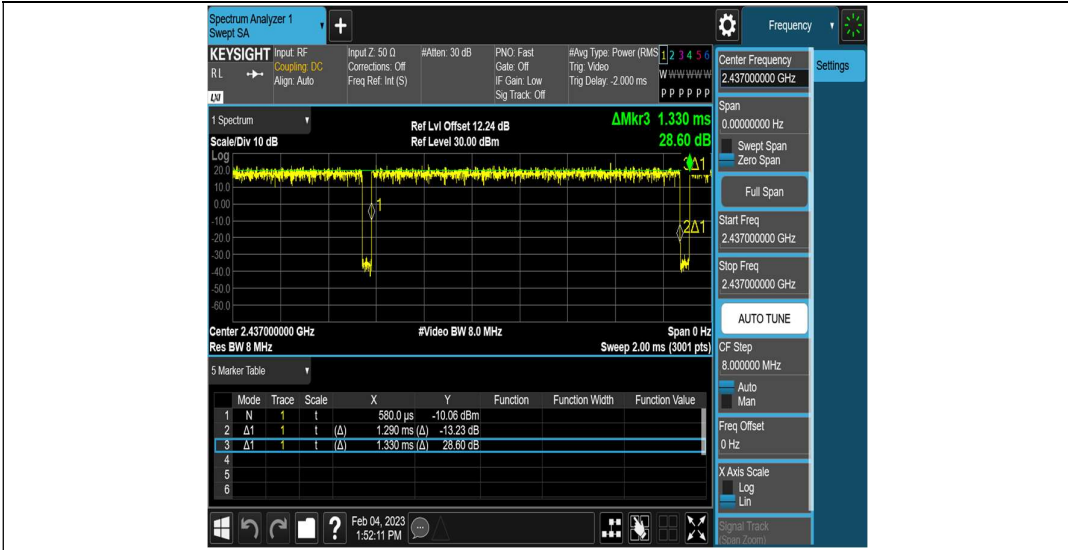 Spectrum Analyzer 1
Swept SA
Frequency
KEYSIGHT
RL
LXI
Input: RF
Coupling: DC
Align: Auto
Input Z: 50 Ω
Corrections: Off
Freq Ref: Int (S)
#Atten: 30 dB
PNO: Fast
Gate: Off
IF Gain: Low
Sig Track: Off
#Avg Type: Power (RMS
Trig: Video
Trig Delay: -2.000 ms
1 2 3 4 5 6
W W W W W W
P P P P P P
1 Spectrum
Scale/Div 10 dB
Ref Lvl Offset 12.24 dB
Ref Level 30.00 dBm
ΔMkr3 1.330 ms
28.60 dB
Log
20.0
10.0
0.00
-10.0
-20.0
-30.0
-40.0
-50.0
-60.0
1
2Δ1
3Δ1
Center 2.437000000 GHz
#Video BW 8.0 MHz
Span 0 Hz
Res BW 8 MHz
Sweep 2.00 ms (3001 pts)
5 Marker Table
Mode Trace Scale X Y Function Function Width Function Value
1 N 1 t 580.0 µs -10.06 dBm
2 Δ1 1 t (Δ) 1.290 ms (Δ) -13.23 dB
3 Δ1 1 t (Δ) 1.330 ms (Δ) 28.60 dB
4
5
6
?
Feb 04, 2023
1:52:11 PM
Center Frequency
2.437000000 GHz
Settings
Span
0.00000000 Hz
Swept Span
Zero Span
Full Span
Start Freq
2.437000000 GHz
Stop Freq
2.437000000 GHz
AUTO TUNE
CF Step
8.000000 MHz
Auto
Man
Freq Offset
0 Hz
X Axis Scale
Log
Lin
Signal Track
(Span Zoom)